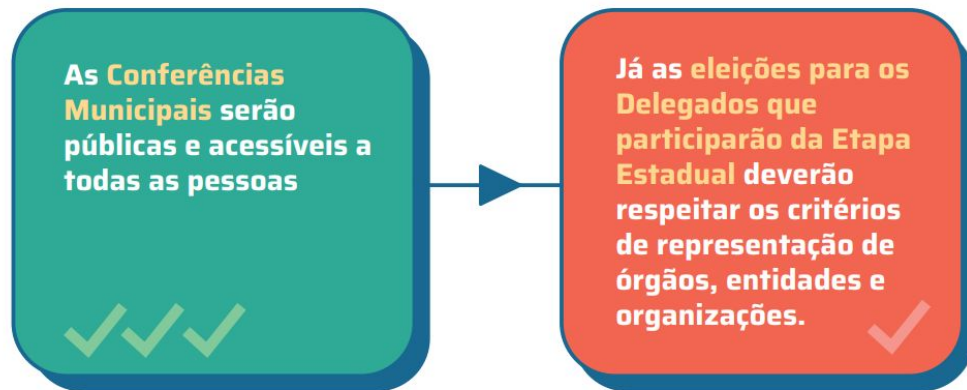 As Conferências
Municipais serão
públicas e acessíveis a
todas as pessoas
Já as eleições para os
Delegados que
participarão da Etapa
Estadual deverão
respeitar os critérios
de representação de
órgãos, entidades e
organizações.